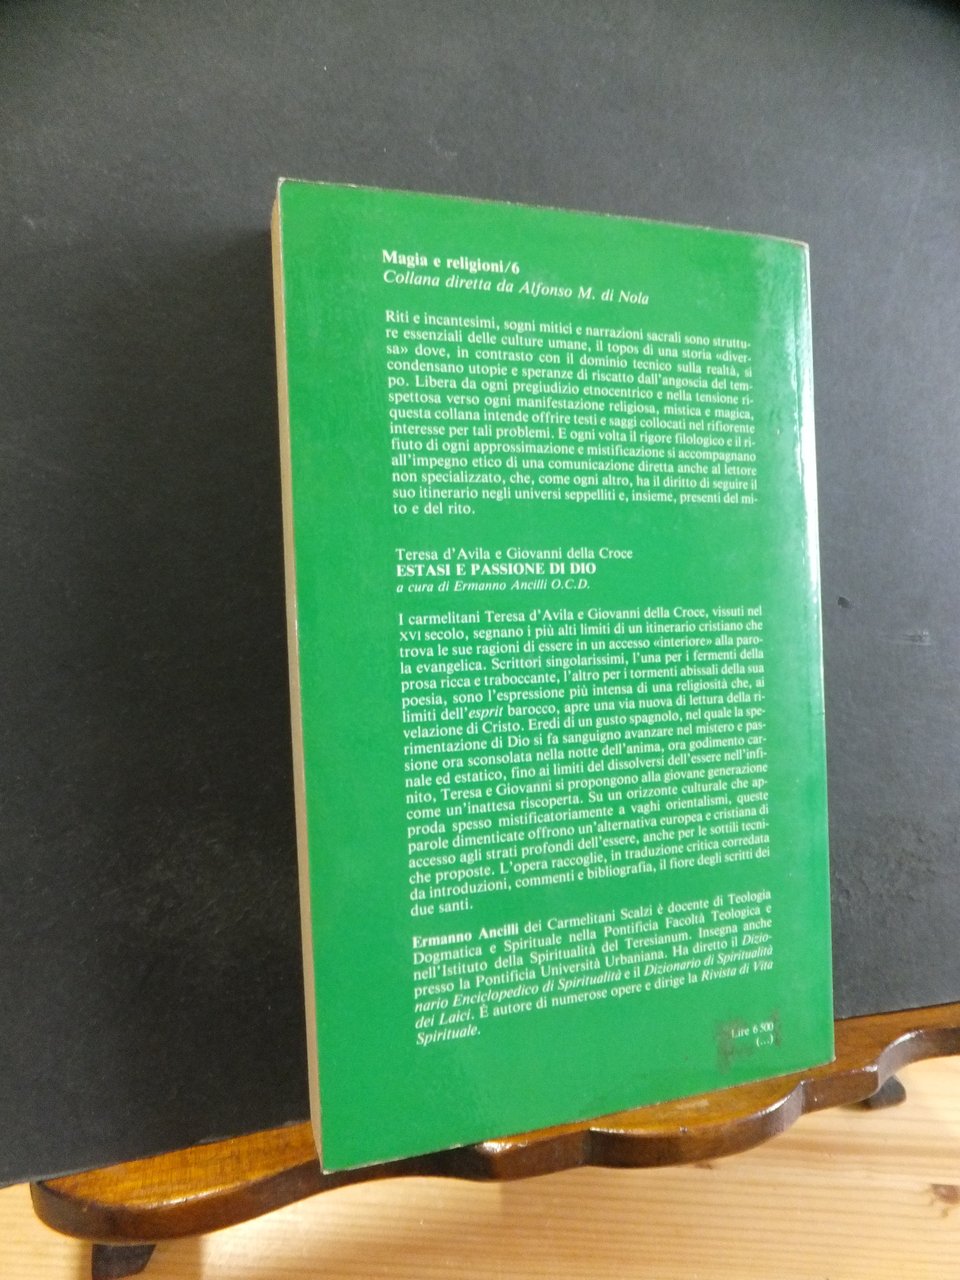 Magia e religioni/6
Collana diretta da Alfonso M. di Nola
Riti e incantesimi, sogni mitici e narrazioni sacrali sono struttu-
re essenziali delle culture umane, il topos di una storia «diver-
sa» dove, in contrasto con il dominio tecnico sulla realtà, si
condensano utopie e speranze di riscatto dall'angoscia del tem-
po. Libera da ogni pregiudizio etnocentrico e nella tensione ri-
spettosa verso ogni manifestazione religiosa, mistica e magica,
questa collana intende offrire testi e saggi collocati nel rifiorente
interesse per tali problemi. E ogni volta il rigore filologico e il ri-
fiuto di ogni approssimazione e mistificazione si accompagnano
all'impegno etico di una comunicazione diretta anche al lettore
non specializzato, che, come ogni altro, ha il diritto di seguire il
suo itinerario negli universi seppelliti e, insieme, presenti del mi-
to e del rito.
Teresa d'Avila e Giovanni della Croce
ESTASI E PASSIONE DI DIO
a cura di Ermanno Ancilli O.C.D.
I carmelitani Teresa d'Avila e Giovanni della Croce, vissuti nel
XVI secolo, segnano i più alti limiti di un itinerario cristiano che
trova le sue ragioni di essere in un accesso «interiore» alla paro-
la evangelica. Scrittori singolarissimi, l'una per i fermenti della
prosa ricca e traboccante, l'altro per i tormenti abissali della sua
poesia, sono l'espressione più intensa di una religiosità che, ai
limiti dell'esprit barocco, apre una via nuova di lettura della ri-
velazione di Cristo. Eredi di un gusto spagnolo, nel quale la spe-
rimentazione di Dio si fa sanguigno avanzare nel mistero e pas-
sione ora sconsolata nella notte dell'anima, ora godimento car-
nale ed estatico, fino ai limiti del dissolversi dell'essere nell'infi-
nito, Teresa e Giovanni si propongono alla giovane generazione
come un'inattesa riscoperta. Su un orizzonte culturale che ap-
proda spesso mistificatoriamente a vaghi orientalismi, queste
parole dimenticate offrono un'alternativa europea e cristiana di
accesso agli strati profondi dell'essere, anche per le sottili tecni-
che proposte. L'opera raccoglie, in traduzione critica corredata
da introduzioni, commenti e bibliografia, il fiore degli scritti dei
due santi.
Ermanno Ancilli dei Carmelitani Scalzi è docente di Teologia
Dogmatica e Spirituale nella Pontificia Facoltà Teologica e
nell'Istituto della Spiritualità del Teresianum. Insegna anche
presso la Pontificia Università Urbaniana. Ha diretto il Dizio-
nario Enciclopedico di Spiritualità e il Dizionario di Spiritualità
dei Laici. È autore di numerose opere e dirige la Rivista di Vita
Spirituale.
Lire 6 500
(...)